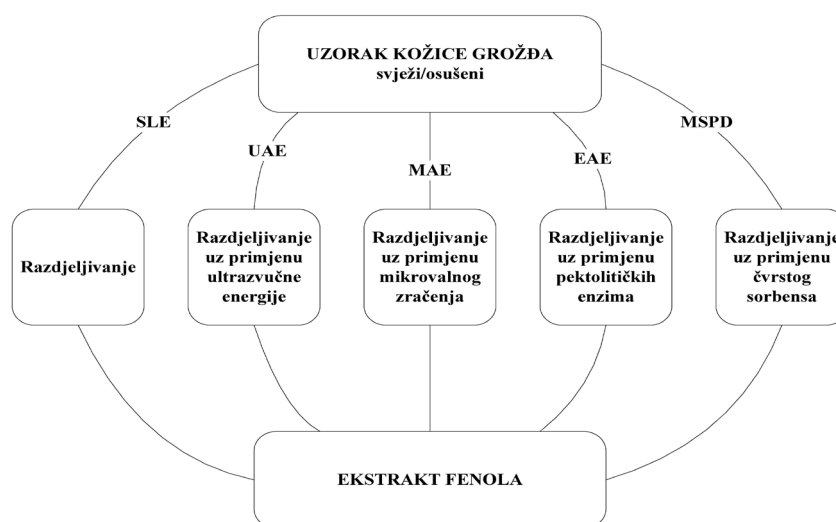 UZORAK KOŽICE GROŽĐA
svježi/osušeni
SLE
UAE
MAE
EAE
MSPD
Razdjeljivanje
Razdjeljivanje
uz primjenu
ultrazvučne
energije
Razdjeljivanje
uz primjenu
mikrovalnog
zračenja
Razdjeljivanje
uz primjenu
pektolitičkih
enzima
Razdjeljivanje
uz primjenu
čvrstog
sorbensa
EKSTRAKT FENOLA